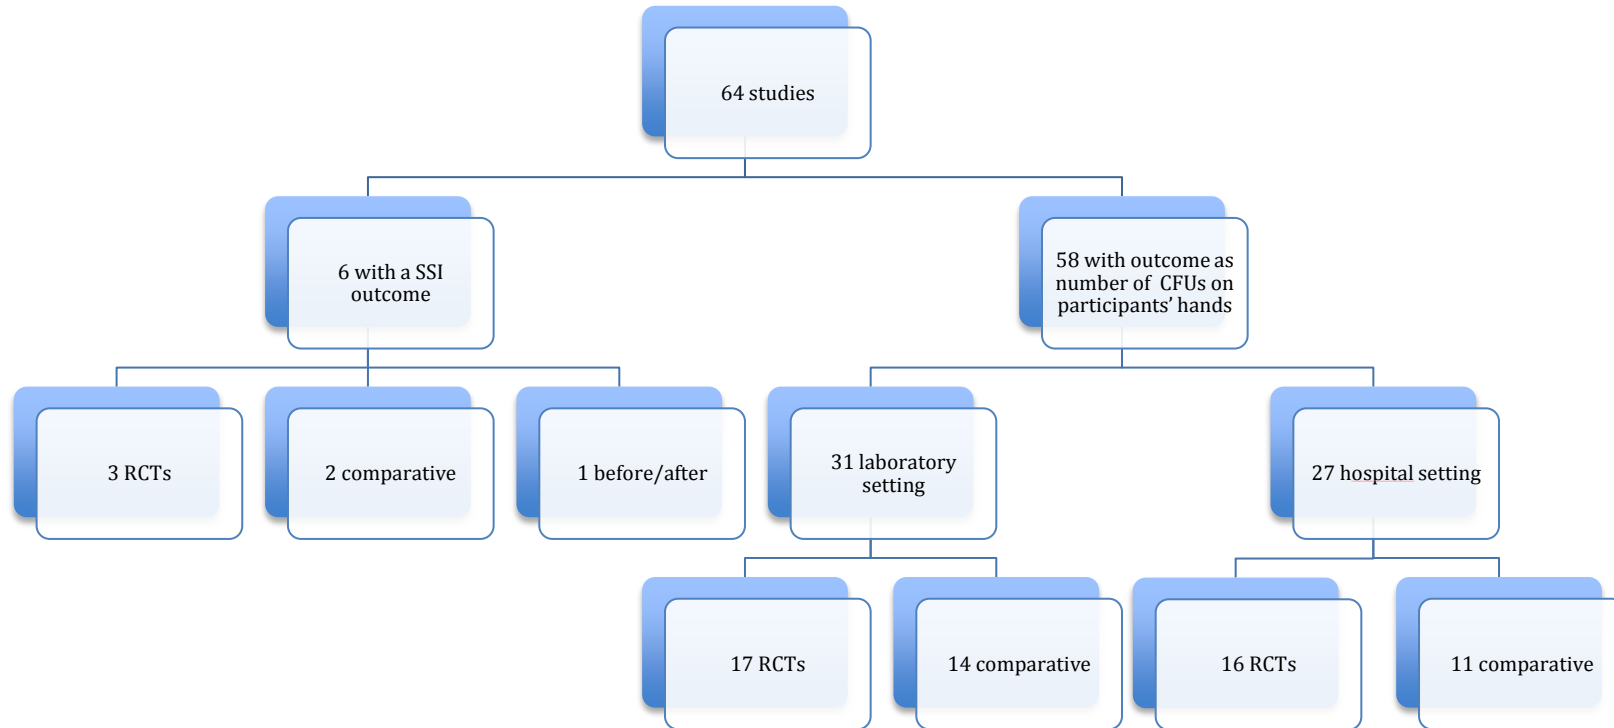 64 studies
6 with a SSI
outcome
58 with outcome as
number of  CFUs on
participants’ hands
3 RCTs
2 comparative
1 before/after
31 laboratory
setting
27 hospital setting
17 RCTs
14 comparative
16 RCTs
11 comparative